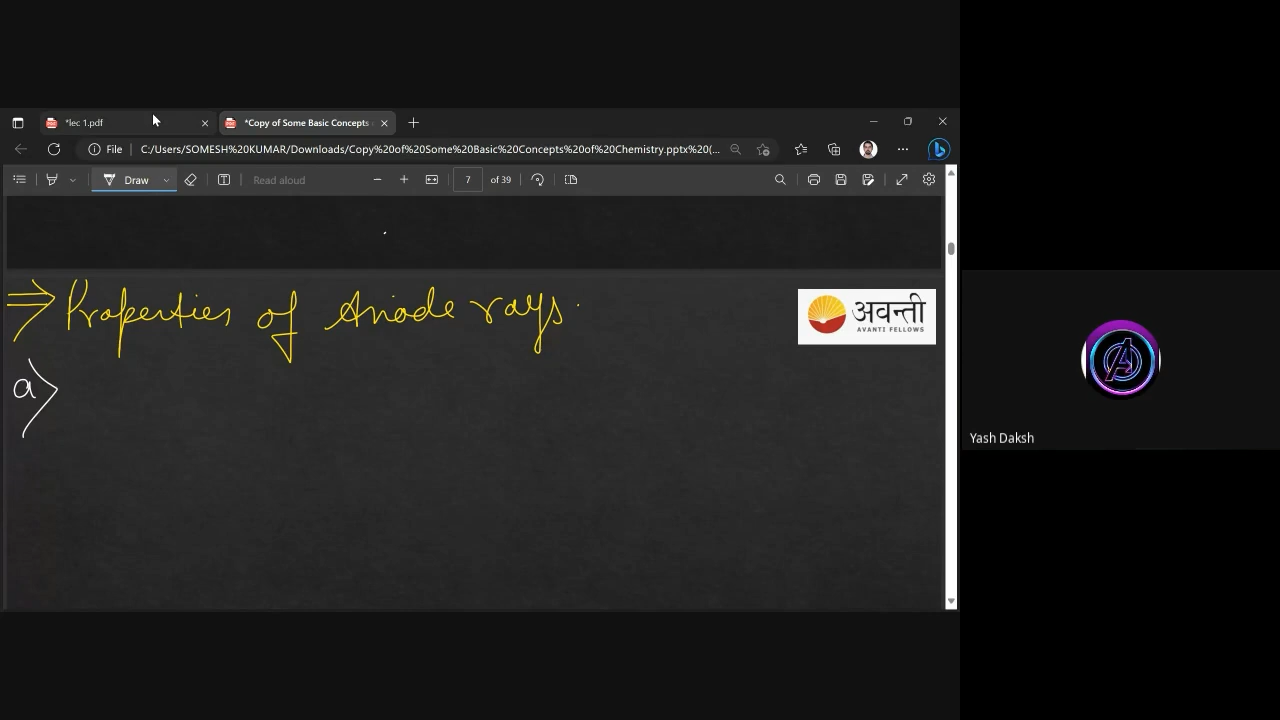 *lec 1.pdf
*Copy of Some Basic Concepts
File
C:/Users/SOMESH%20KUMAR/Downloads/Copy%20of%20Some%20Basic%20Concepts%20of%20Chemistry.pptx%20(...
Draw
Read aloud
7 of 39
⇒ Properties of Anode rays.
अवन्ती
AVANTI FELLOWS
a)
Yash Daksh